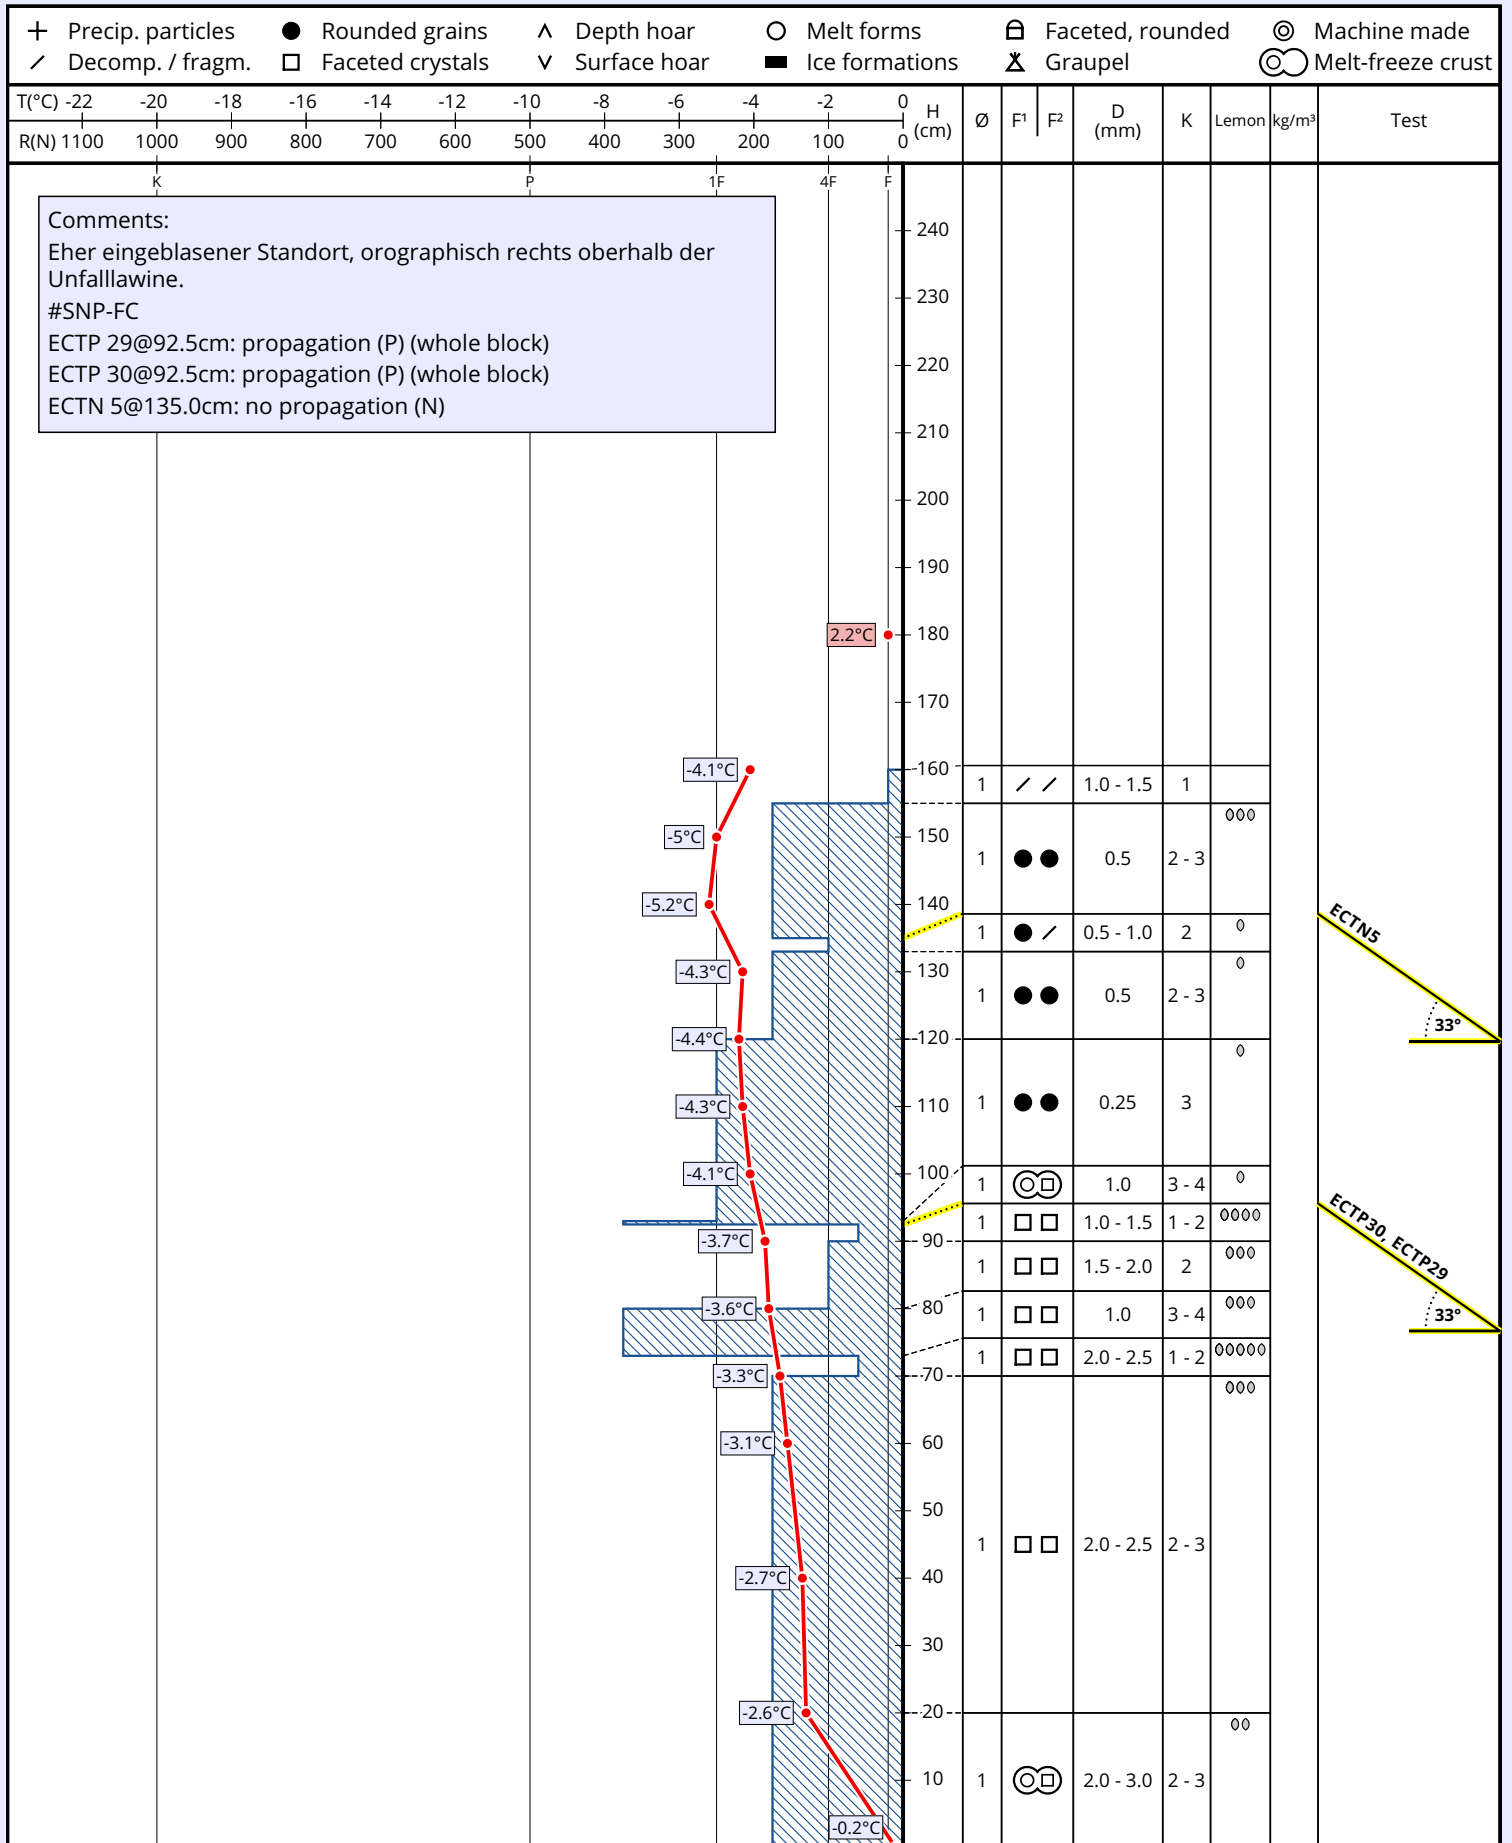 Precip. particles Rounded grains Depth hoar Melt forms Faceted, rounded Machine made
Decomp. / fragm. Faceted crystals Surface hoar Ice formations Graupel Melt-freeze crust
T(°C) -22 -20 -18 -16 -14 -12 -10 -8 -6 -4 -2 0
R(N) 1100 1000 900 800 700 600 500 400 300 200 100 0
H (cm) Ø F¹ F² D (mm) K Lemon kg/m³ Test
K P 1F 4F F
Comments:
Eher eingeblasener Standort, orographisch rechts oberhalb der
Unfalllawine.
#SNP-FC
ECTP 29@92.5cm: propagation (P) (whole block)
ECTP 30@92.5cm: propagation (P) (whole block)
ECTN 5@135.0cm: no propagation (N)
240
230
220
210
200
190
2.2°C 180
170
-4.1°C 160
1 1.0 - 1.5 1
-5°C 150
1 0.5 2 - 3
-5.2°C 140
1 0.5 - 1.0 2
ECTN5
-4.3°C 130
1 0.5 2 - 3
33°
-4.4°C 120
-4.3°C 110
1 0.25 3
-4.1°C 100
1 1.0 3 - 4
1 1.0 - 1.5 1 - 2
ECTP30, ECTP29
-3.7°C 90
1 1.5 - 2.0 2
-3.6°C 80
1 1.0 3 - 4
33°
1 2.0 - 2.5 1 - 2
-3.3°C 70
-3.1°C 60
50
1 2.0 - 2.5 2 - 3
-2.7°C 40
30
-2.6°C 20
10
1 2.0 - 3.0 2 - 3
-0.2°C